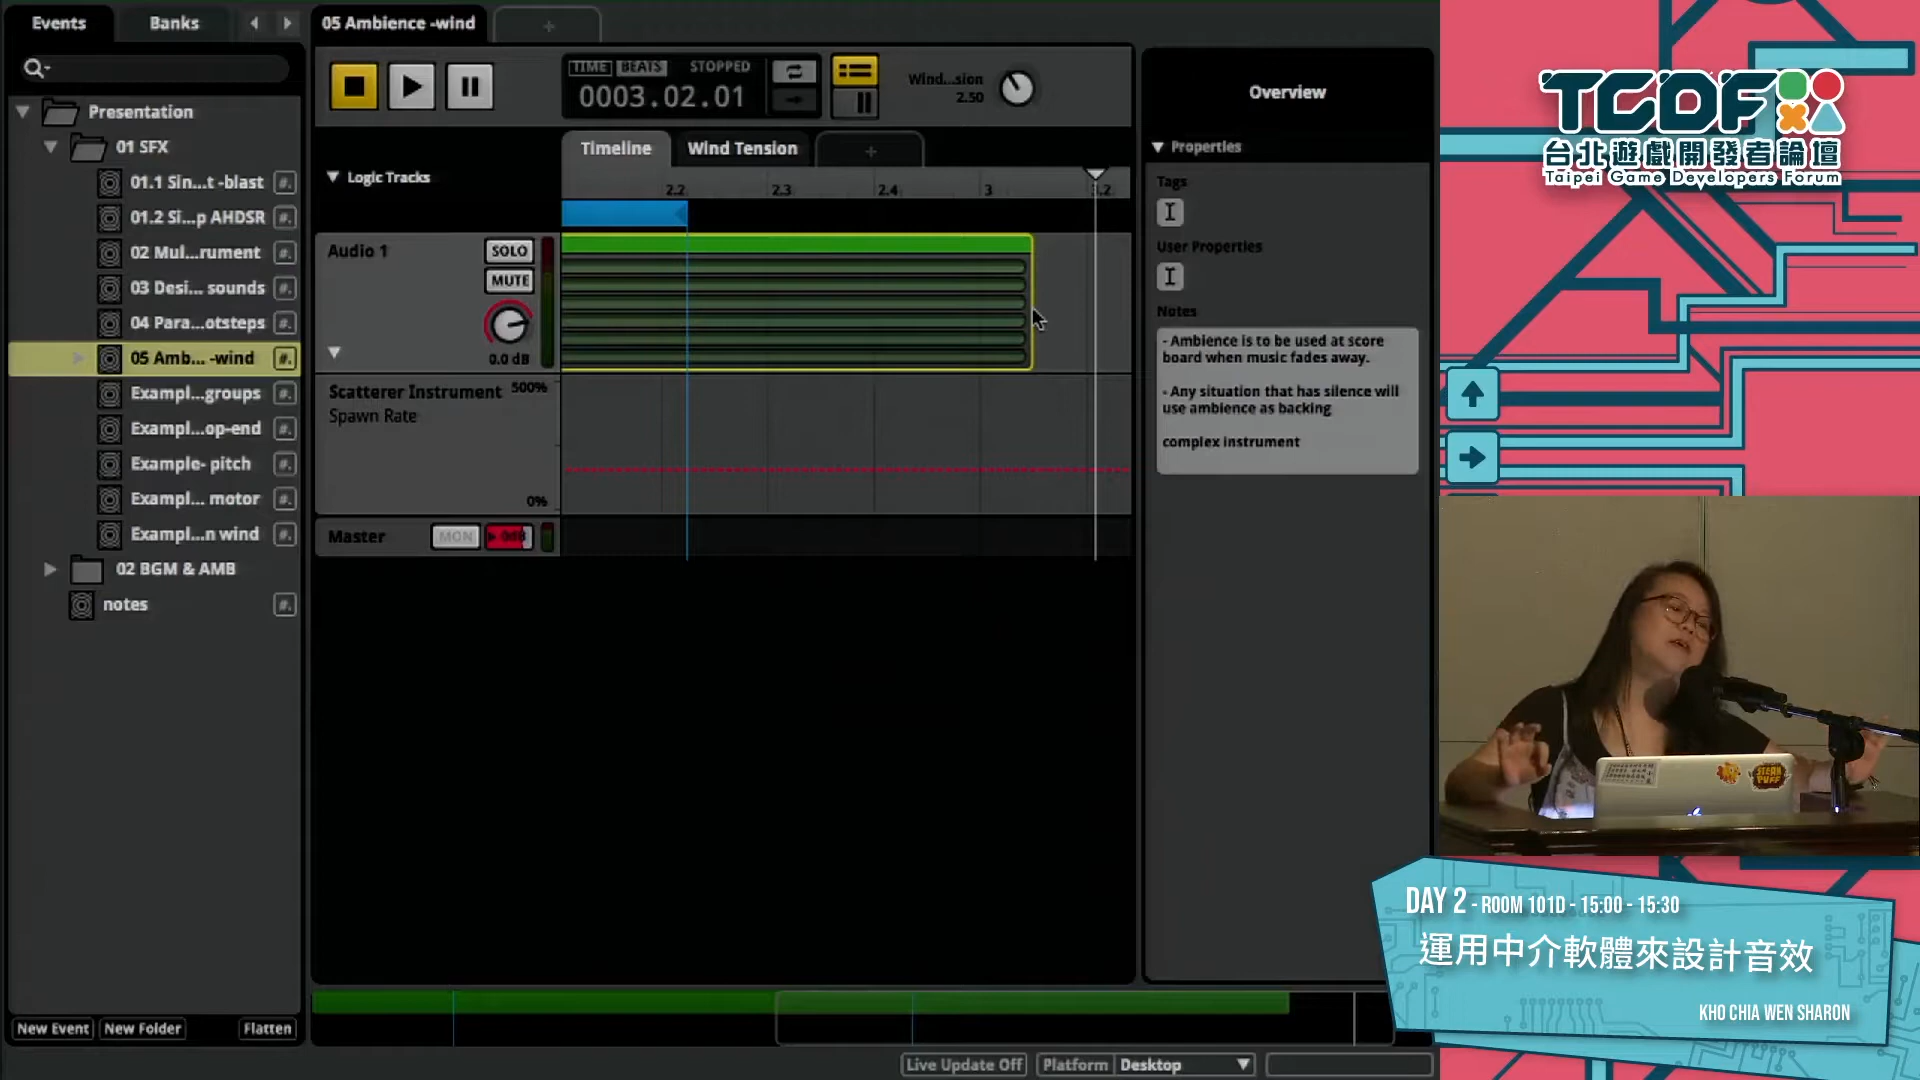 Events
Banks
05 Ambience -wind
Presentation
01 SFX
01.1 Sin...t -blast
01.2 Si...p AHDSR
02 Mul...rument
03 Desi... sounds
04 Para...otsteps
05 Amb... -wind
Exampl...groups
Exampl...op-end
Example- pitch
Exampl... motor
Exampl...n wind
02 BGM & AMB
notes
New Event
New Folder
Flatten
TIME
BEATS
STOPPED
0003.02.01
Wind...sion
2.50
Timeline
Wind Tension
Logic Tracks
2.2
2.3
2.4
3
3.2
Audio 1
SOLO
MUTE
0.0 dB
Scatterer Instrument
500%
Spawn Rate
0%
Master
MON
0dB
Overview
Properties
Tags
User Properties
Notes
- Ambience is to be used at score
board when music fades away.
- Any situation that has silence will
use ambience as backing
complex instrument
Live Update Off
Platform
Desktop
TGDF
台北遊戲開發者論壇
Taipei Game Developers Forum
DAY 2 - ROOM 101D - 15:00 - 15:30
運用中介軟體來設計音效
KHO CHIA WEN SHARON